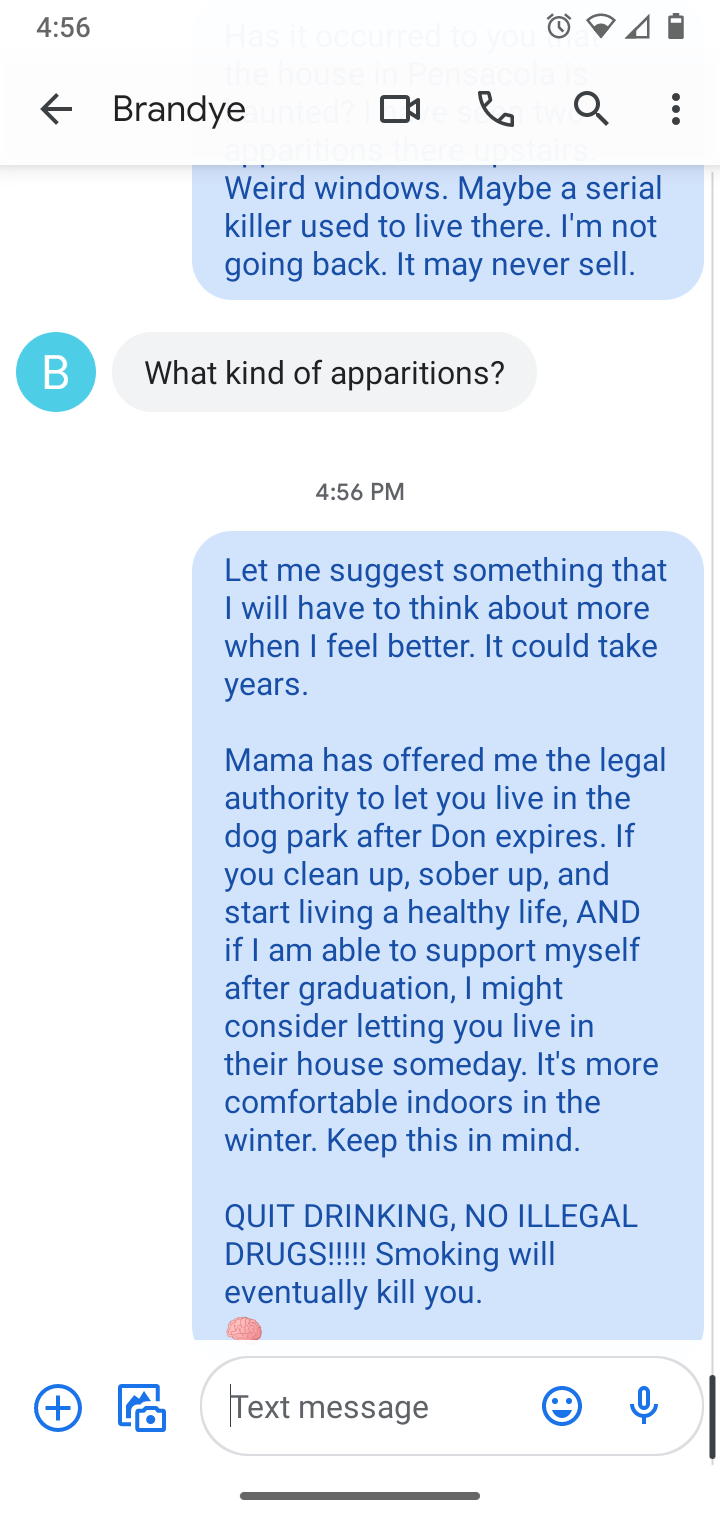 4:56
Has it occurred to you that
the house in Pensacola is
Brandye
haunted? I have seen two
apparitions there upstairs.
Weird windows. Maybe a serial
killer used to live there. I'm not
going back. It may never sell.
B
What kind of apparitions?
4:56 PM
Let me suggest something that
I will have to think about more
when I feel better. It could take
years.
Mama has offered me the legal
authority to let you live in the
dog park after Don expires. If
you clean up, sober up, and
start living a healthy life, AND
if I am able to support myself
after graduation, I might
consider letting you live in
their house someday. It's more
comfortable indoors in the
winter. Keep this in mind.
QUIT DRINKING, NO ILLEGAL
DRUGS!!!!! Smoking will
eventually kill you.
🧠
Text message